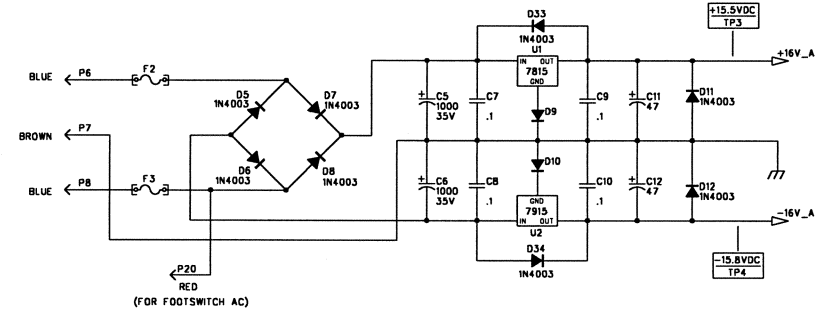 D33
1N4003
U1
+15.5VDC
TP3
+16V_A
BLUE
P6
F2
D5
1N4003
D7
1N4003
IN
OUT
7815
GND
C5
1000
35V
C7
.1
D9
C9
.1
C11
47
D11
1N4003
BROWN
P7
BLUE
P8
F3
D6
1N4003
D8
1N4003
C6
1000
35V
C8
.1
D10
GND
7915
IN
OUT
U2
C10
.1
C12
47
D12
1N4003
-16V_A
D34
1N4003
-15.8VDC
TP4
P20
RED
(FOR FOOTSWITCH AC)
+
+
+
+